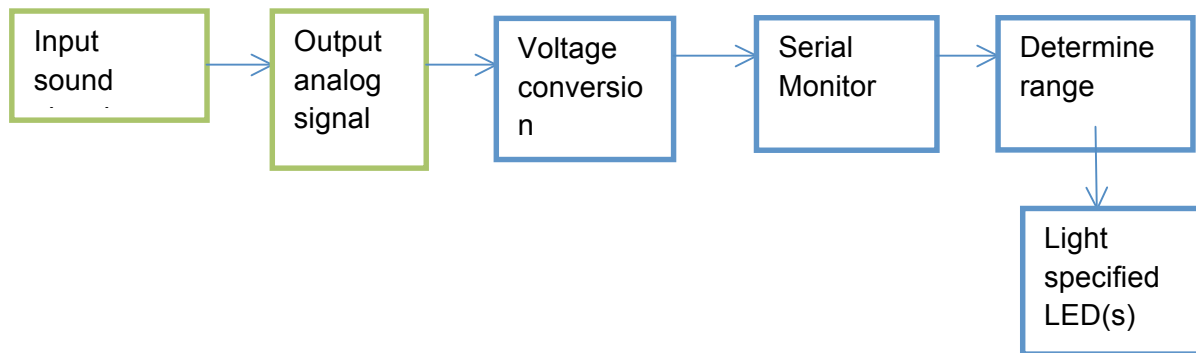 Input
sound
Output
analog
signal
Voltage
conversio
n
Serial
Monitor
Determine
range
Light
specified
LED(s)